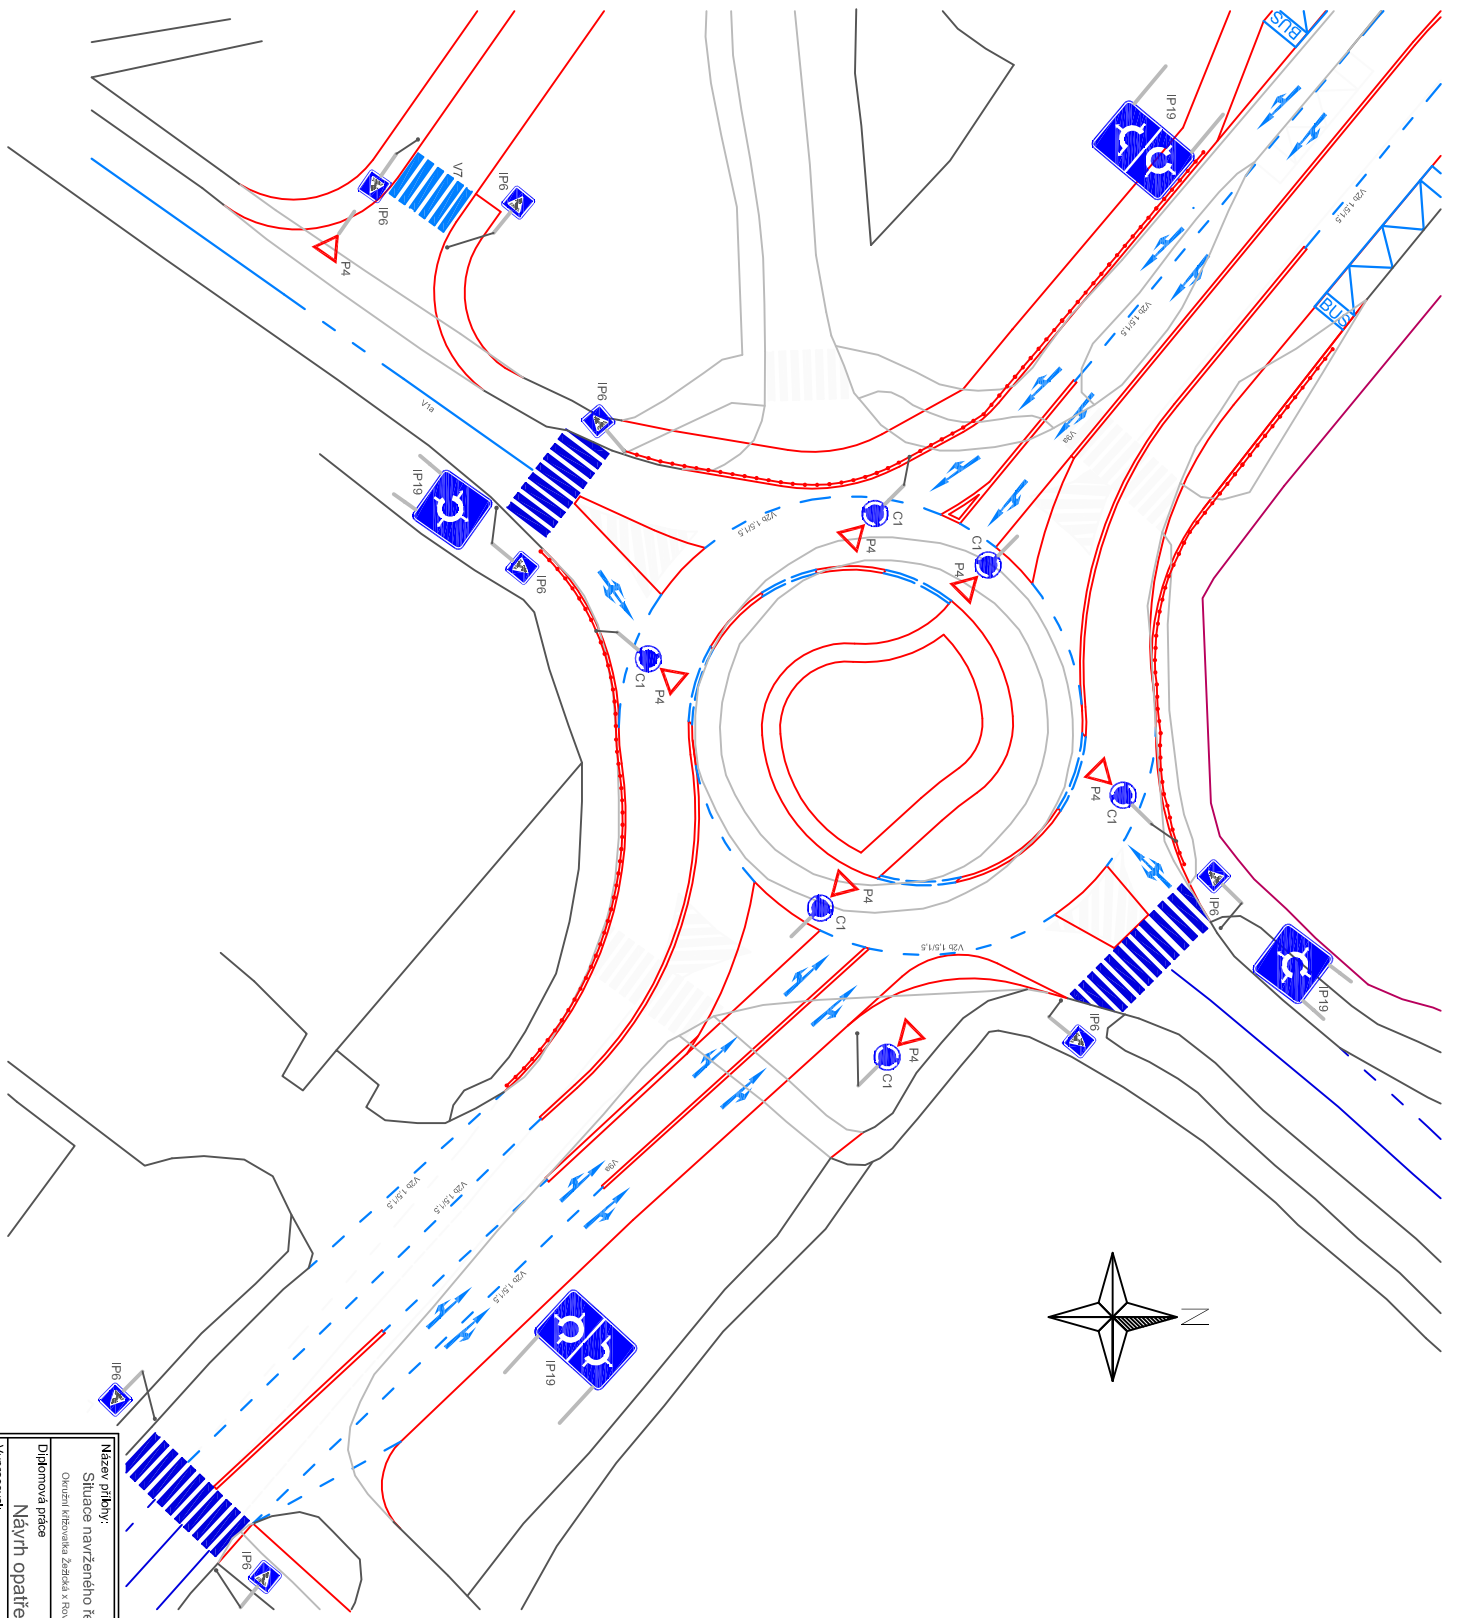 BUS
IP19
V2b 1,5/1,5
BUS
V7
IP6
IP6
P4
V2b 1,5/1,5
V1a
IP6
V9a
IP19
IP6
V2b 1,5/1,5
C1
P4
C1
P4
C1
P4
P4
C1
P4
C1
IP6
V2b 1,5/1,5
IP19
IP6
P4
C1
V9a
V2b 1,5/1,5
V2b 1,5/1,5
V2b 1,5/1,5
N
IP19
IP6
IP6
Název přílohy:
Situace navrženého
Okružní křižovatka Žežická x
Diplomová práce
Návrh